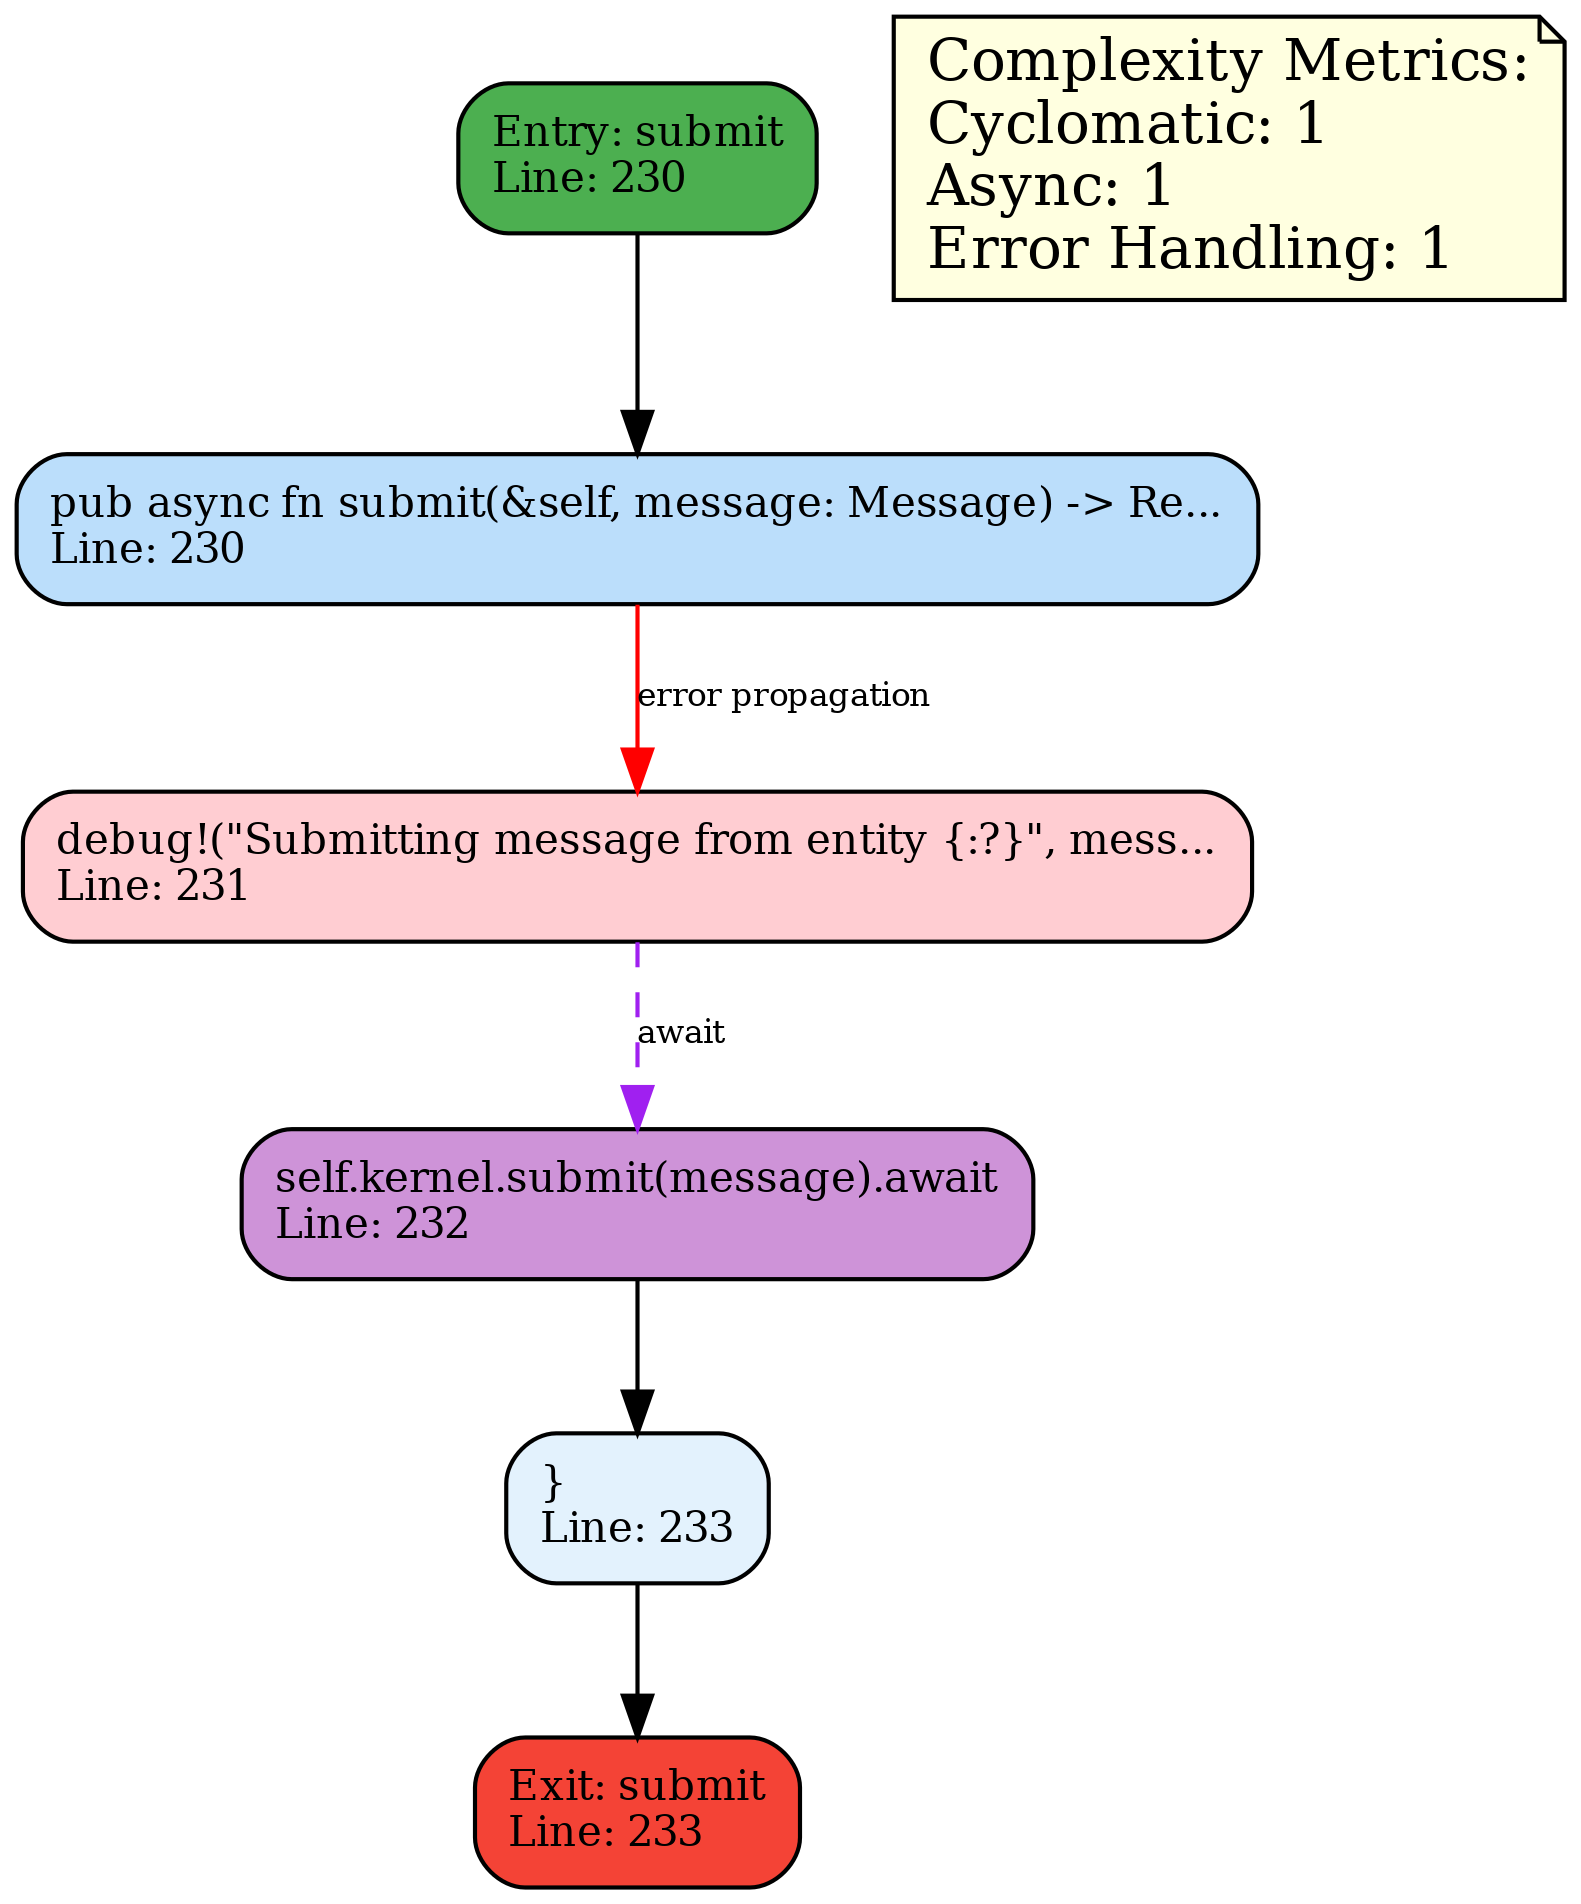 Entry: submit
Line: 230
Complexity Metrics:
Cyclomatic: 1
Async: 1
Error Handling: 1
pub async fn submit(&self, message: Message) -> Re...
Line: 230
error propagation
debug!("Submitting message from entity {:?}", mess...
Line: 231
await
self.kernel.submit(message).await
Line: 232
}
Line: 233
Exit: submit
Line: 233